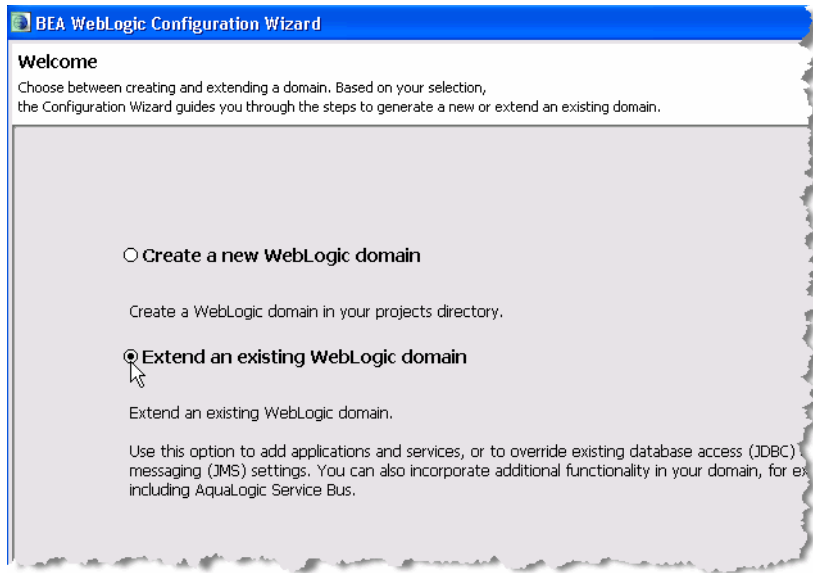 BEA WebLogic Configuration Wizard
Welcome
Choose between creating and extending a domain. Based on your selection,
the Configuration Wizard guides you through the steps to generate a new or extend an existing domain.
Create a new WebLogic domain
Create a WebLogic domain in your projects directory.
Extend an existing WebLogic domain
Extend an existing WebLogic domain.
Use this option to add applications and services, or to override existing database access (JDBC)
messaging (JMS) settings. You can also incorporate additional functionality in your domain, for
including AquaLogic Service Bus.